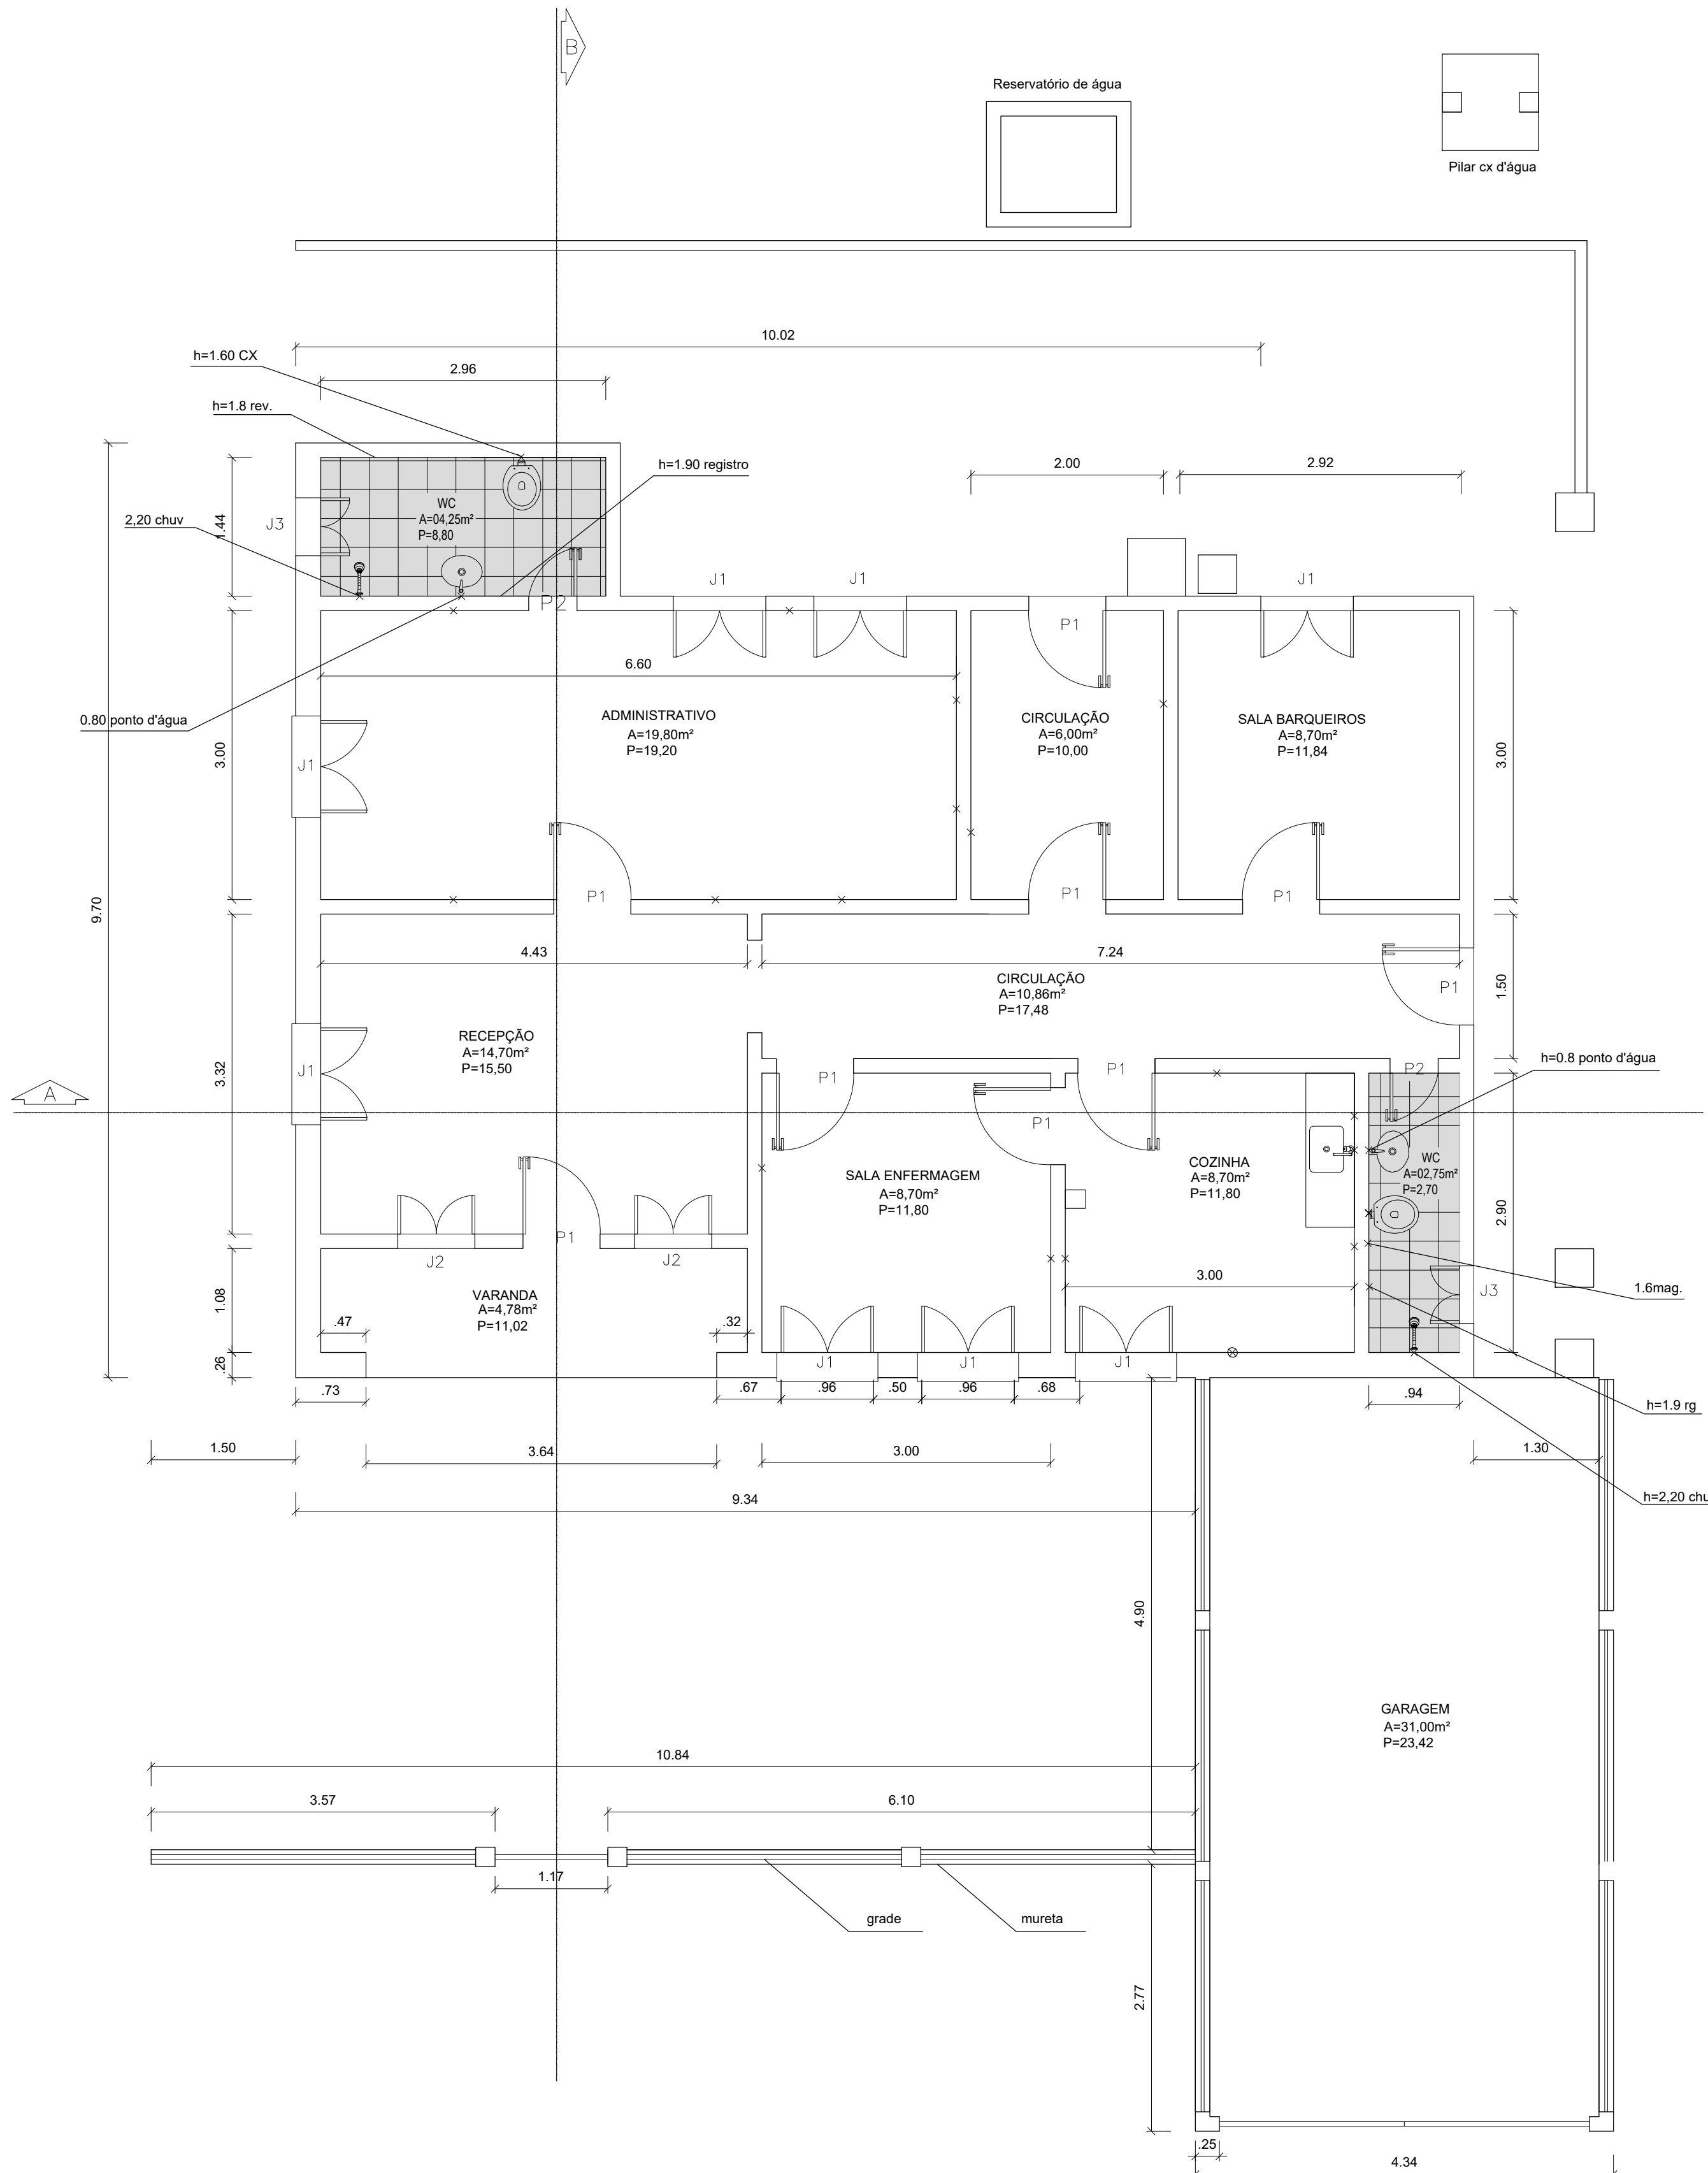 B
Reservatório de água
Pilar cx d'água
10.02
h=1.60 CX
2.96
h=1.8 rev.
h=1.90 registro
2.00
2.92
1.44
J3
2,20 chuv
WC
A=04,25m²
P=8,80
P2
J1
J1
J1
P1
6.60
0.80 ponto d'água
ADMINISTRATIVO
A=19,80m²
P=19,20
CIRCULAÇÃO
A=6,00m²
P=10,00
SALA BARQUEIROS
A=8,70m²
P=11,84
3.00
3.00
J1
9.70
P1
P1
P1
4.43
7.24
CIRCULAÇÃO
A=10,86m²
P=17,48
P1
1.50
RECEPÇÃO
A=14,70m²
P=15,50
3.32
J1
A
P1
P1
P2
h=0.8 ponto d'água
P1
SALA ENFERMAGEM
A=8,70m²
P=11,80
COZINHA
A=8,70m²
P=11,80
WC
A=02,75m²
P=2,70
2.90
P1
J2
J2
3.00
J3
1.6mag.
VARANDA
A=4,78m²
P=11,02
1.08
.47
.32
.26
J1
J1
J1
.73
.67
.96
.50
.96
.68
.94
h=1.9 rg
1.50
3.64
3.00
1.30
9.34
h=2,20 chu
4.90
GARAGEM
A=31,00m²
P=23,42
10.84
3.57
6.10
1.17
grade
mureta
2.77
.25
4.34